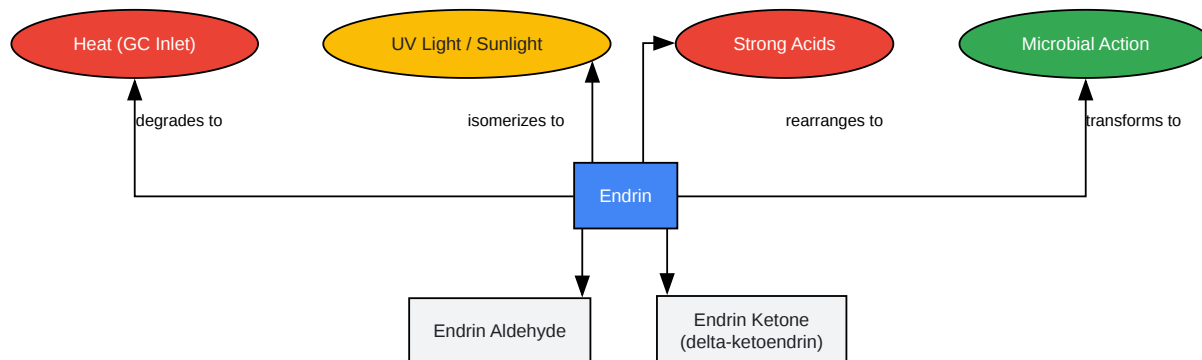 Heat (GC Inlet)
UV Light / Sunlight
Strong Acids
Microbial Action
degrades to
isomerizes to
rearranges to
transforms to
Endrin
Endrin Aldehyde
Endrin Ketone
(delta-ketoendrin)